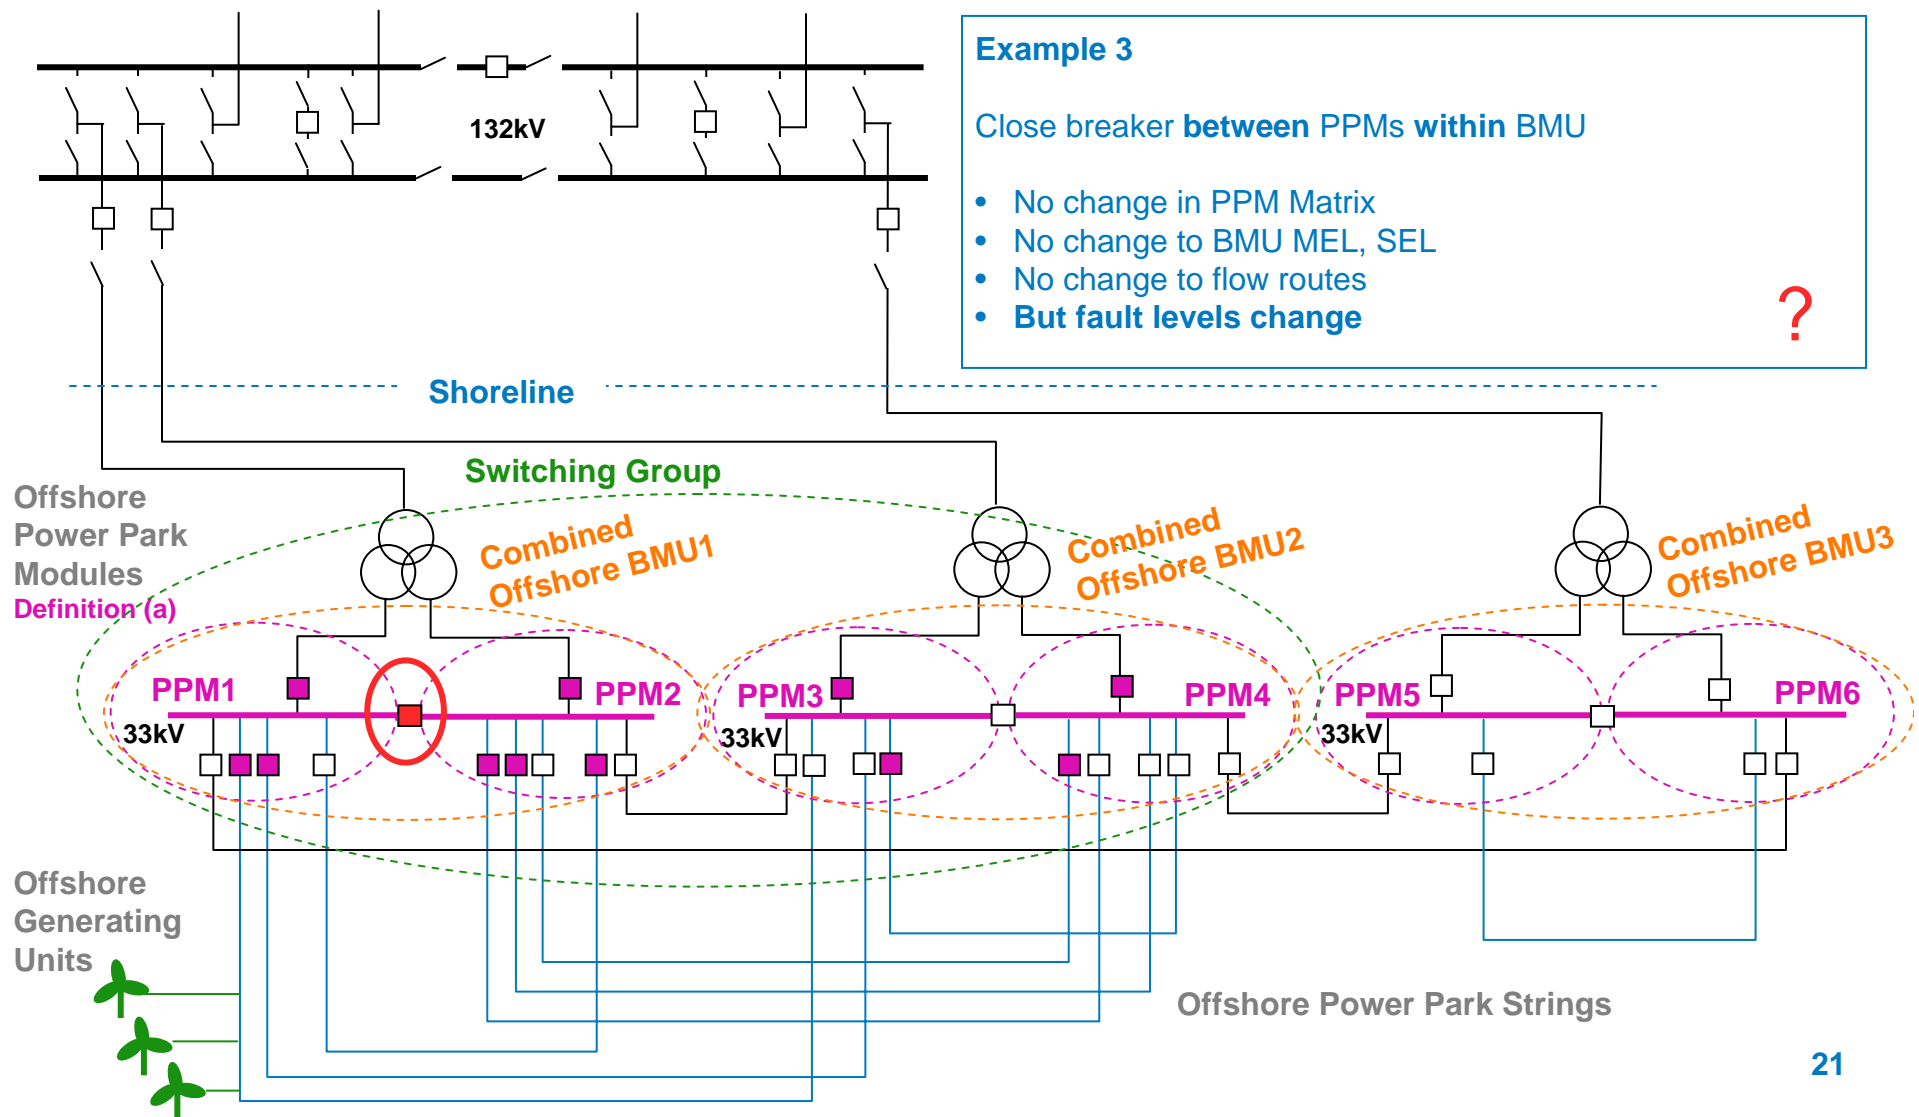 Example 3
Close breaker between PPMs within BMU
• No change in PPM Matrix
• No change to BMU MEL, SEL
• No change to flow routes
• But fault levels change
?
132kV
Shoreline
Switching Group
Offshore
Power Park
Modules
Definition (a)
Combined
Offshore BMU1
Combined
Offshore BMU2
Combined
Offshore BMU3
PPM1
PPM2
PPM3
PPM4
PPM5
PPM6
33kV
33kV
33kV
Offshore
Generating
Units
Offshore Power Park Strings
21